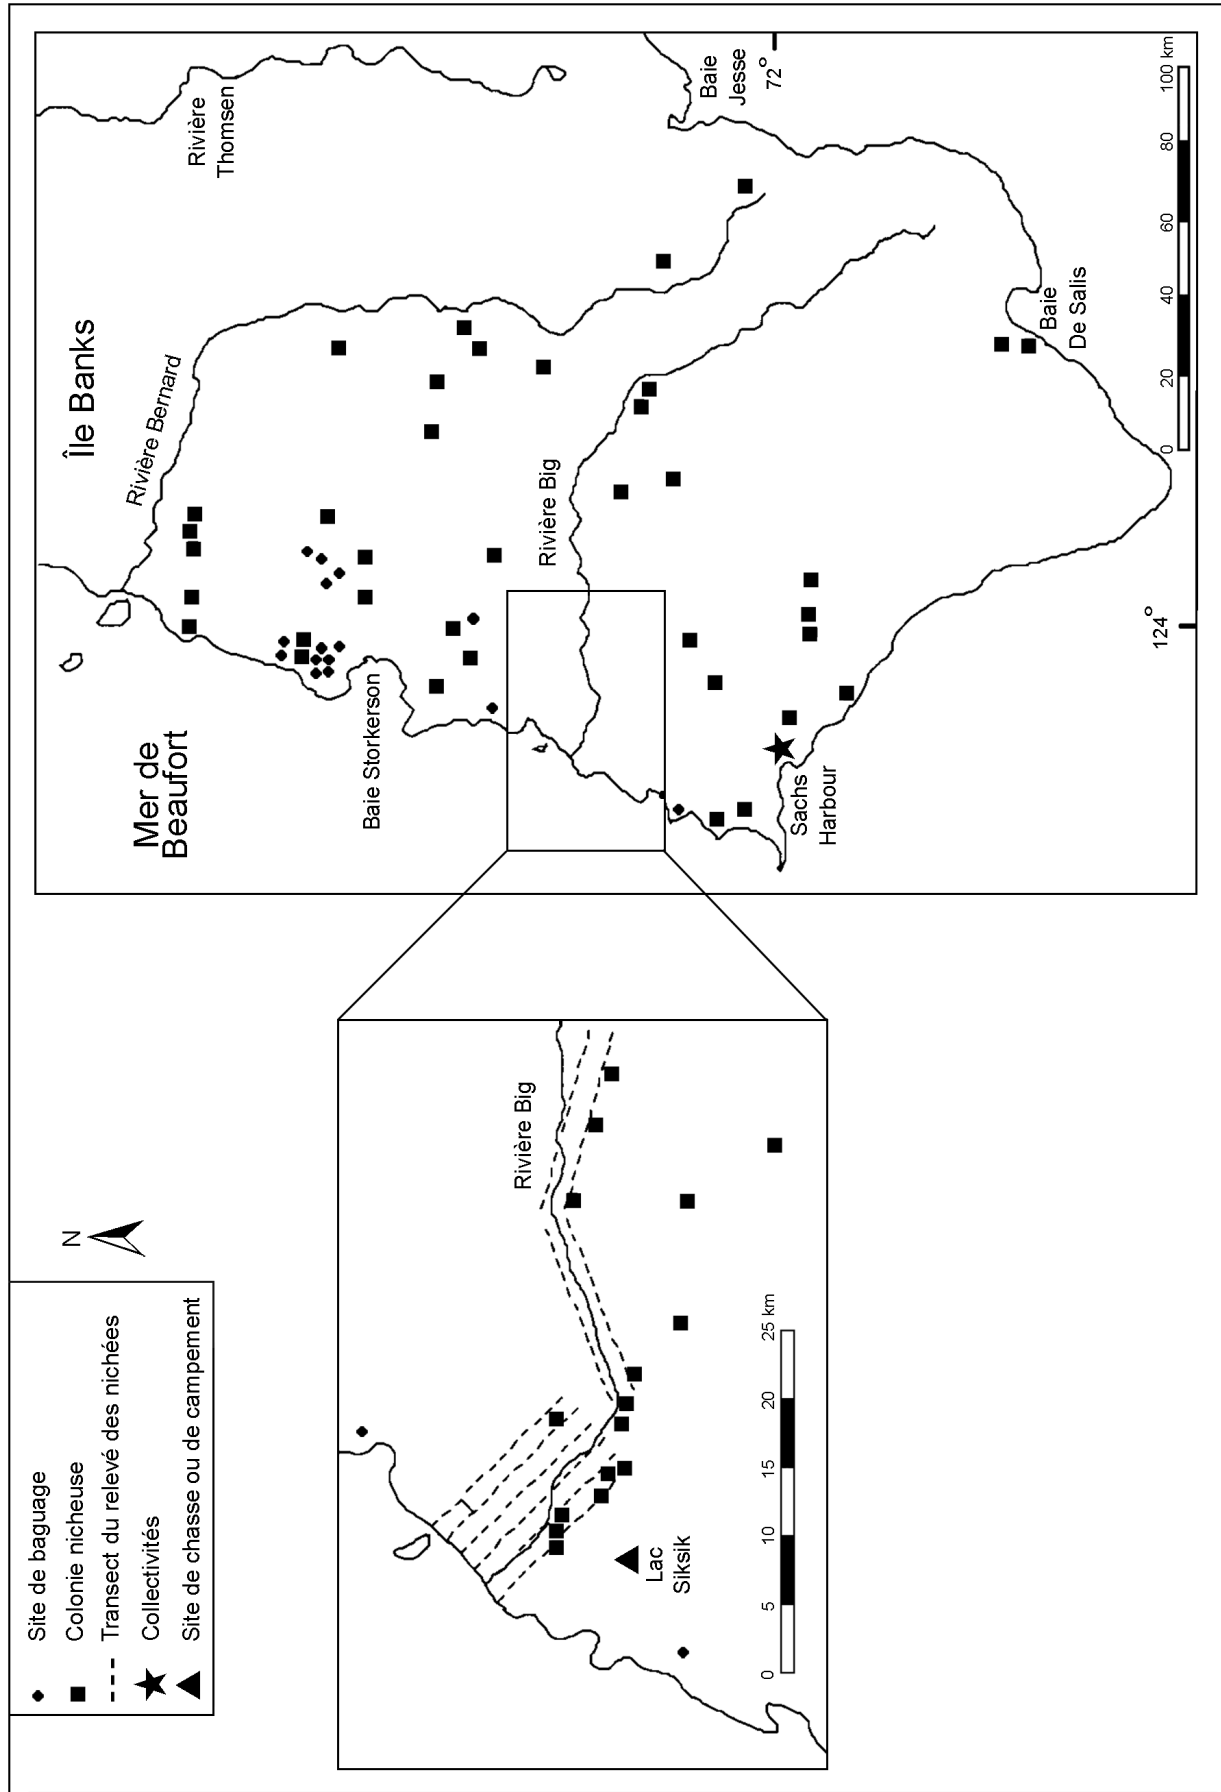 Site de baguage
Colonie nicheuse
Transect du relevé des nichées
Collectivités
Site de chasse ou de campement
N
Rivière Big
Lac
Siksik
0
5
10
15
20
25 km
Mer de
Beaufort
Île Banks
Rivière Bernard
Rivière
Thomsen
Baie Storkerson
Rivière Big
Baie
Jesse
72°
Sachs
Harbour
Baie
De Salis
124°
0
20
40
60
80
100 km